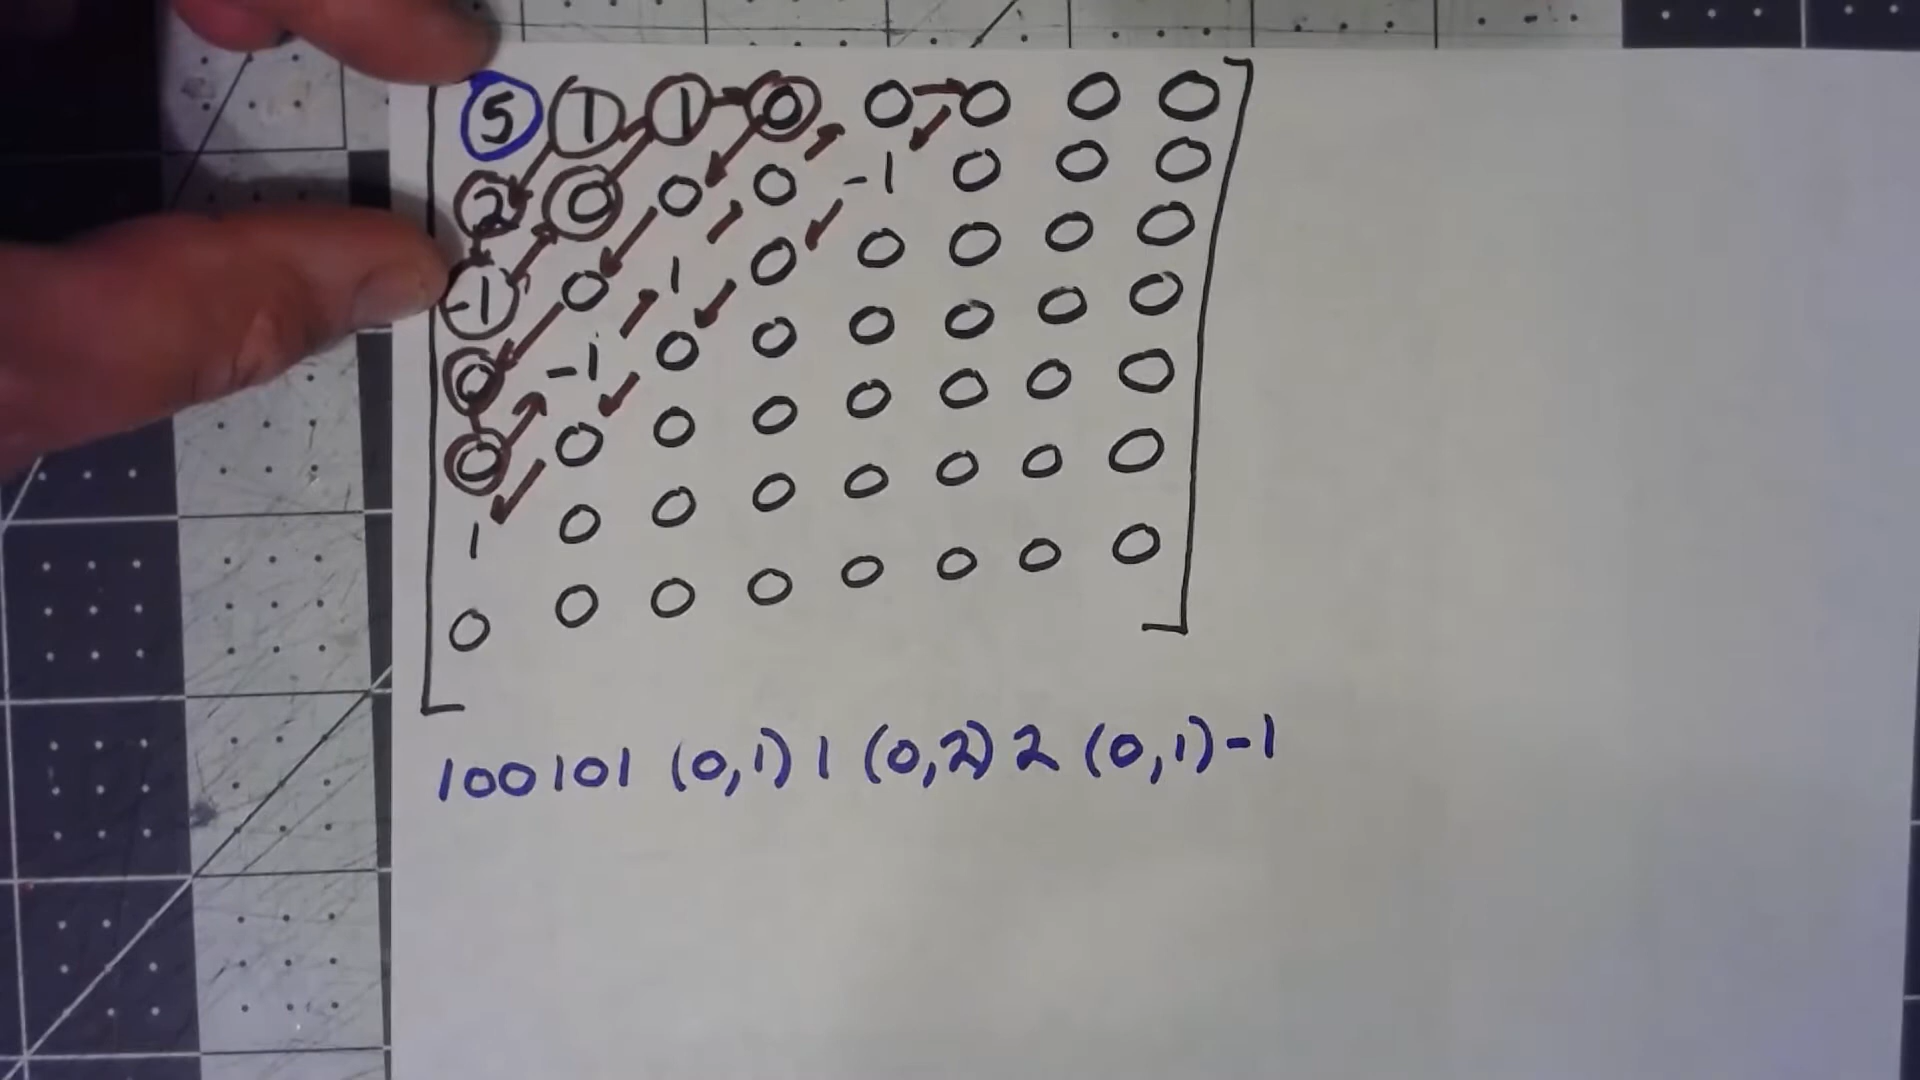 5 1 1 0 0 0 0 0
2 0 0 0 -1 0 0 0
-1 0 1 0 0 0 0 0
0 -1 0 0 0 0 0 0
0 0 0 0 0 0 0 0
1 0 0 0 0 0 0 0
0 0 0 0 0 0 0 0
100101 (0,1) 1 (0,2) 2 (0,1) -1